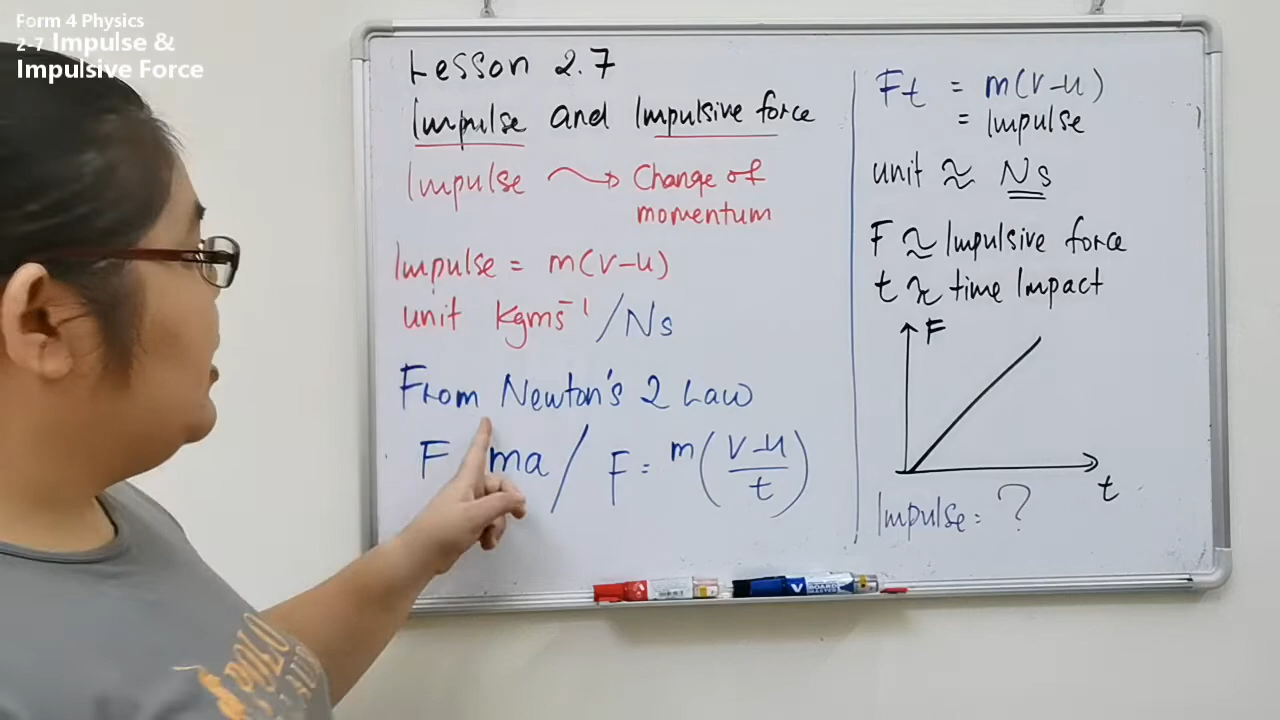 Form 4 Physics
2-7 Impulse &
Impulsive Force
Lesson 2.7
Impulse and Impulsive force
Impulse ⤳ Change of
momentum
Impulse = m(v-u)
unit Kgms⁻¹ / Ns
From Newton's 2 Law
F ma / F = m(v-u/t)
Ft = m(v-u)
= Impulse
unit ≈ Ns
F ≈ Impulsive force
t ≈ time Impact
F
t
Impulse = ?